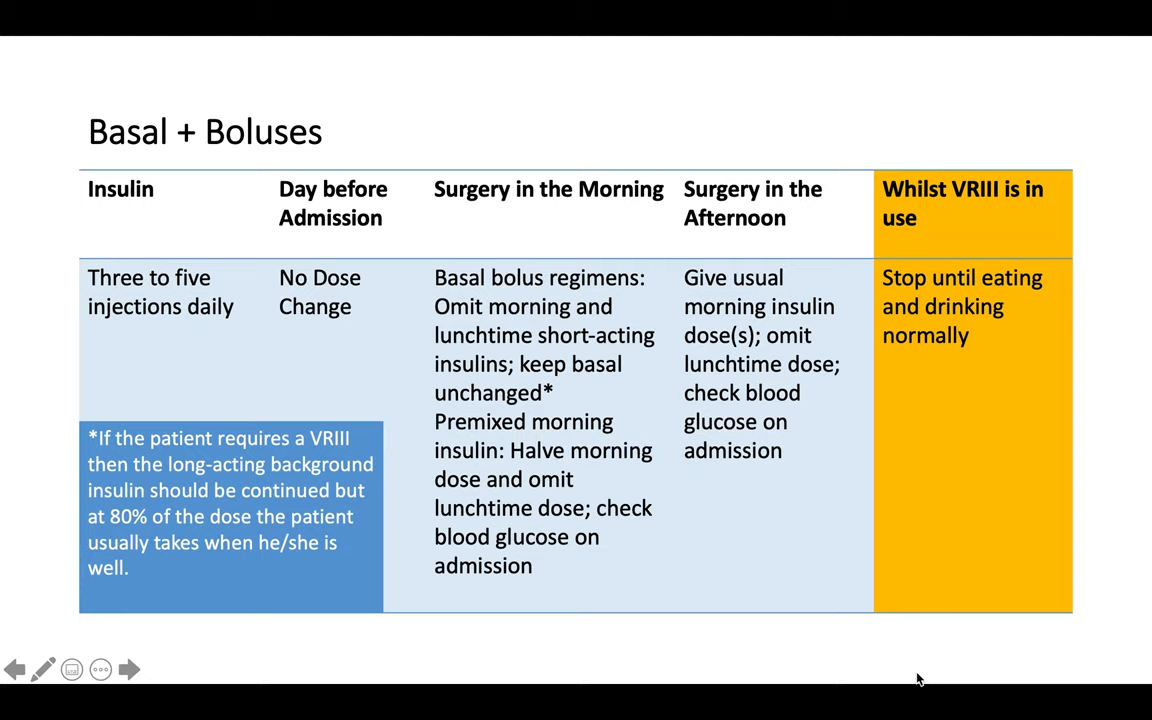 Basal + Boluses
Insulin
Day before
Admission
Surgery in the Morning
Surgery in the
Afternoon
Whilst VRIII is in
use
Three to five
injections daily
No Dose
Change
Basal bolus regimens:
Omit morning and
lunchtime short-acting
insulins; keep basal
unchanged*
Premixed morning
insulin: Halve morning
dose and omit
lunchtime dose; check
blood glucose on
admission
Give usual
morning insulin
dose(s); omit
lunchtime dose;
check blood
glucose on
admission
Stop until eating
and drinking
normally
*If the patient requires a VRIII
then the long-acting background
insulin should be continued but
at 80% of the dose the patient
usually takes when he/she is
well.